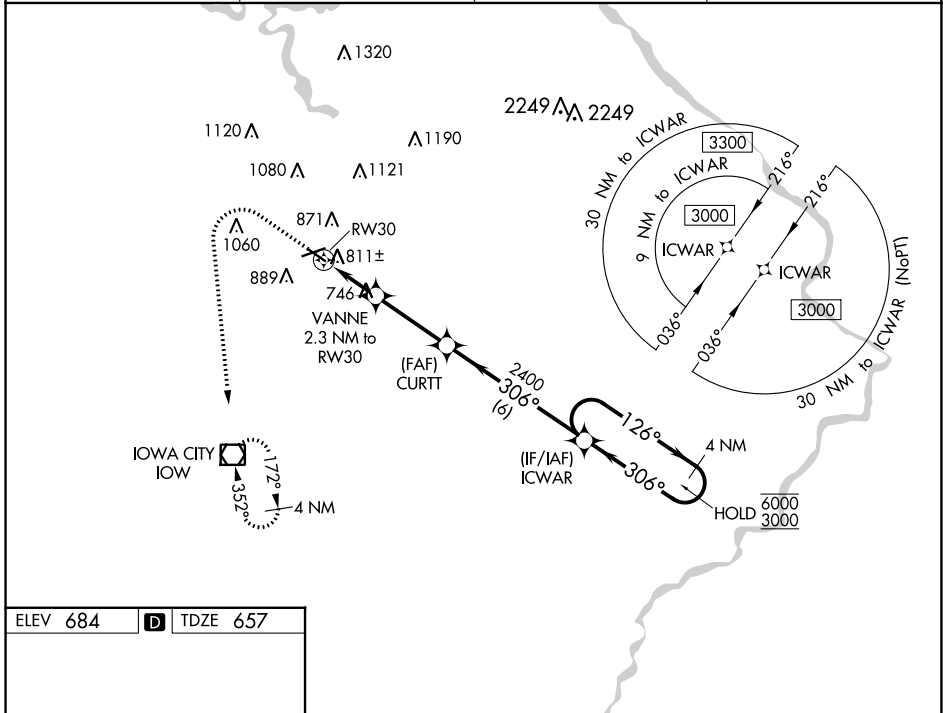 1320
2249 2249
1120
1190
1080
1121
871
RW30
1060
811±
889
746
VANNE
2.3 NM to
RW30
(FAF)
CURTT
2400
306°
(6)
(IF/IAF)
ICWAR
126°
306°
4 NM
HOLD 6000
3000
IOWA CITY
IOW
172°
352°
4 NM
30 NM to ICWAR
3300
216°
9 NM to ICWAR
3000
ICWAR
036°
216°
ICWAR
3000
036°
30 NM to ICWAR (NoPT)
ELEV 684 D TDZE 657